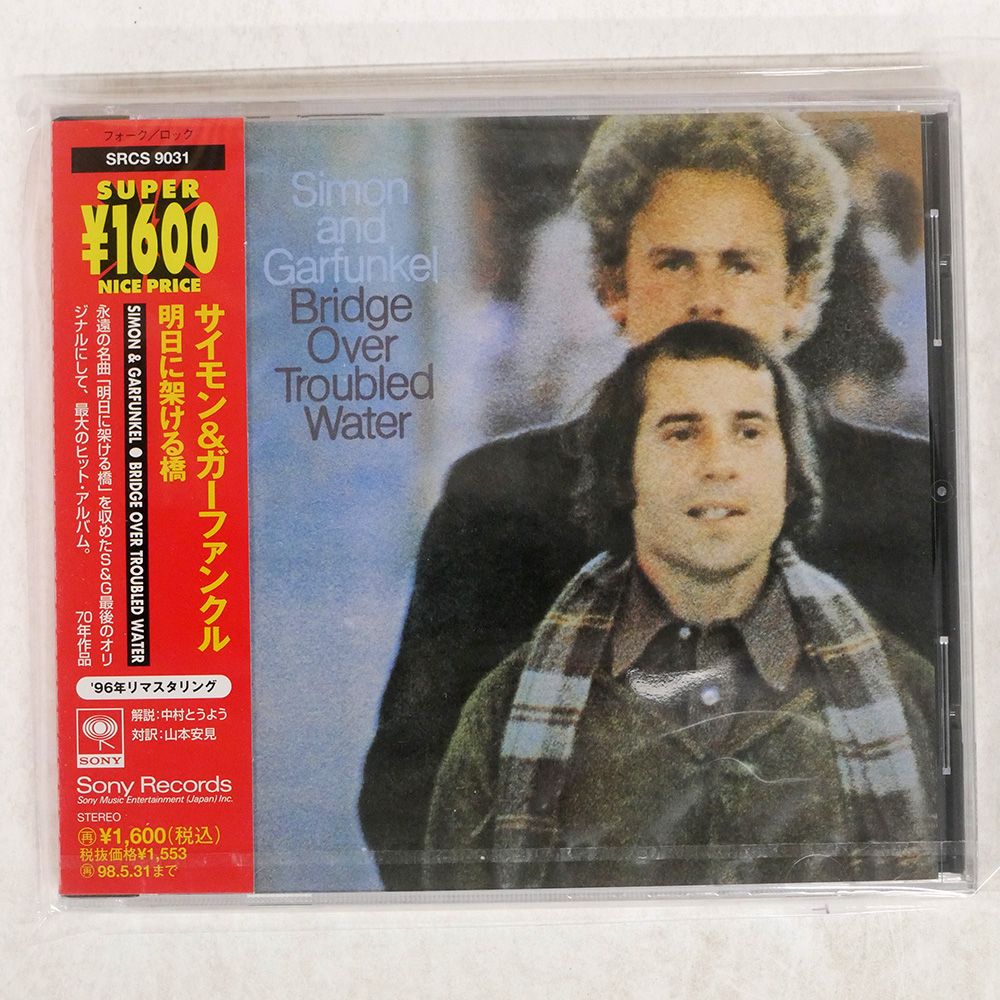 フォーク／ロック
SRCS 9031
SUPER
¥1600
NICE PRICE
サイモン&ガーファンクル
明日に架ける橋
SIMON & GARFUNKEL ● BRIDGE OVER TROUBLED WATER
永遠の名曲「明日に架ける橋」を収めたS&G最後のオリ
ジナルにして、最大のヒット・アルバム。
70年作品
'96年リマスタリング
解説：中村とうよう
対訳：山本安見
SONY
Sony Records
Sony Music Entertainment (Japan) Inc.
STEREO
再 ¥1,600(税込)
税抜価格¥1,553
再 98.5.31まで
Simon
and
Garfunkel
Bridge
Over
Troubled
Water